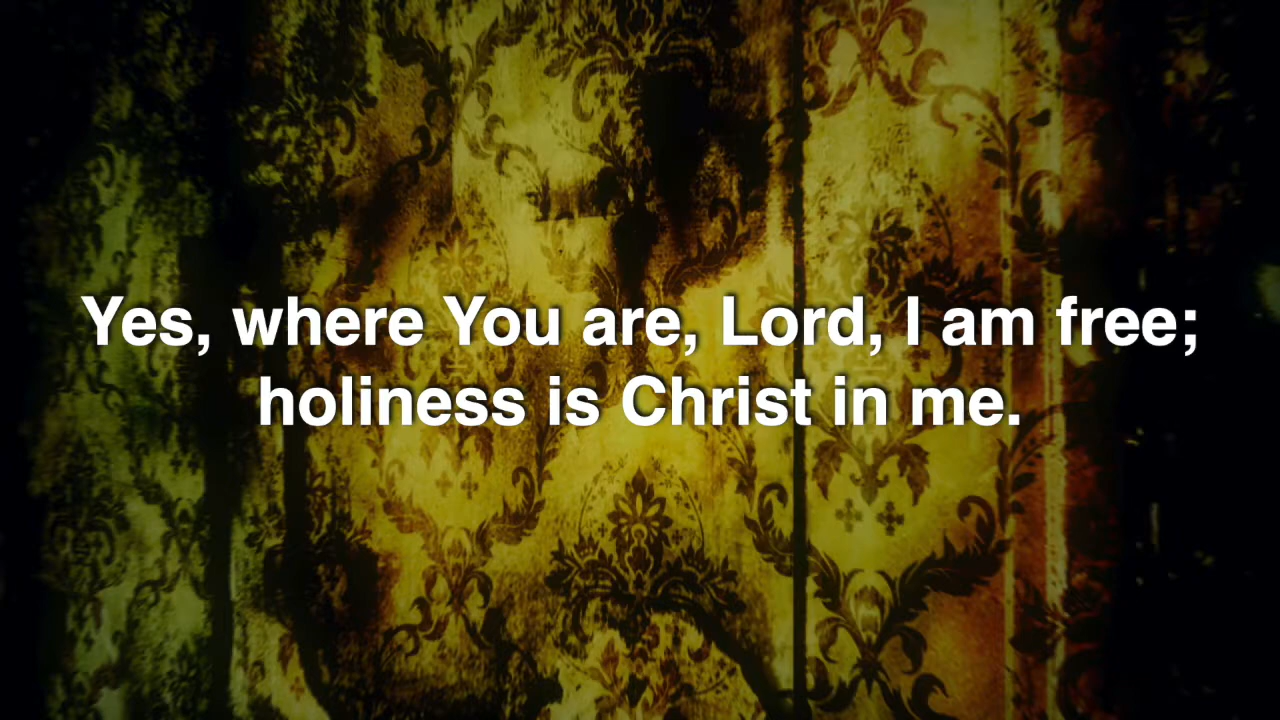 Yes, where You are, Lord, I am free;
holiness is Christ in me.